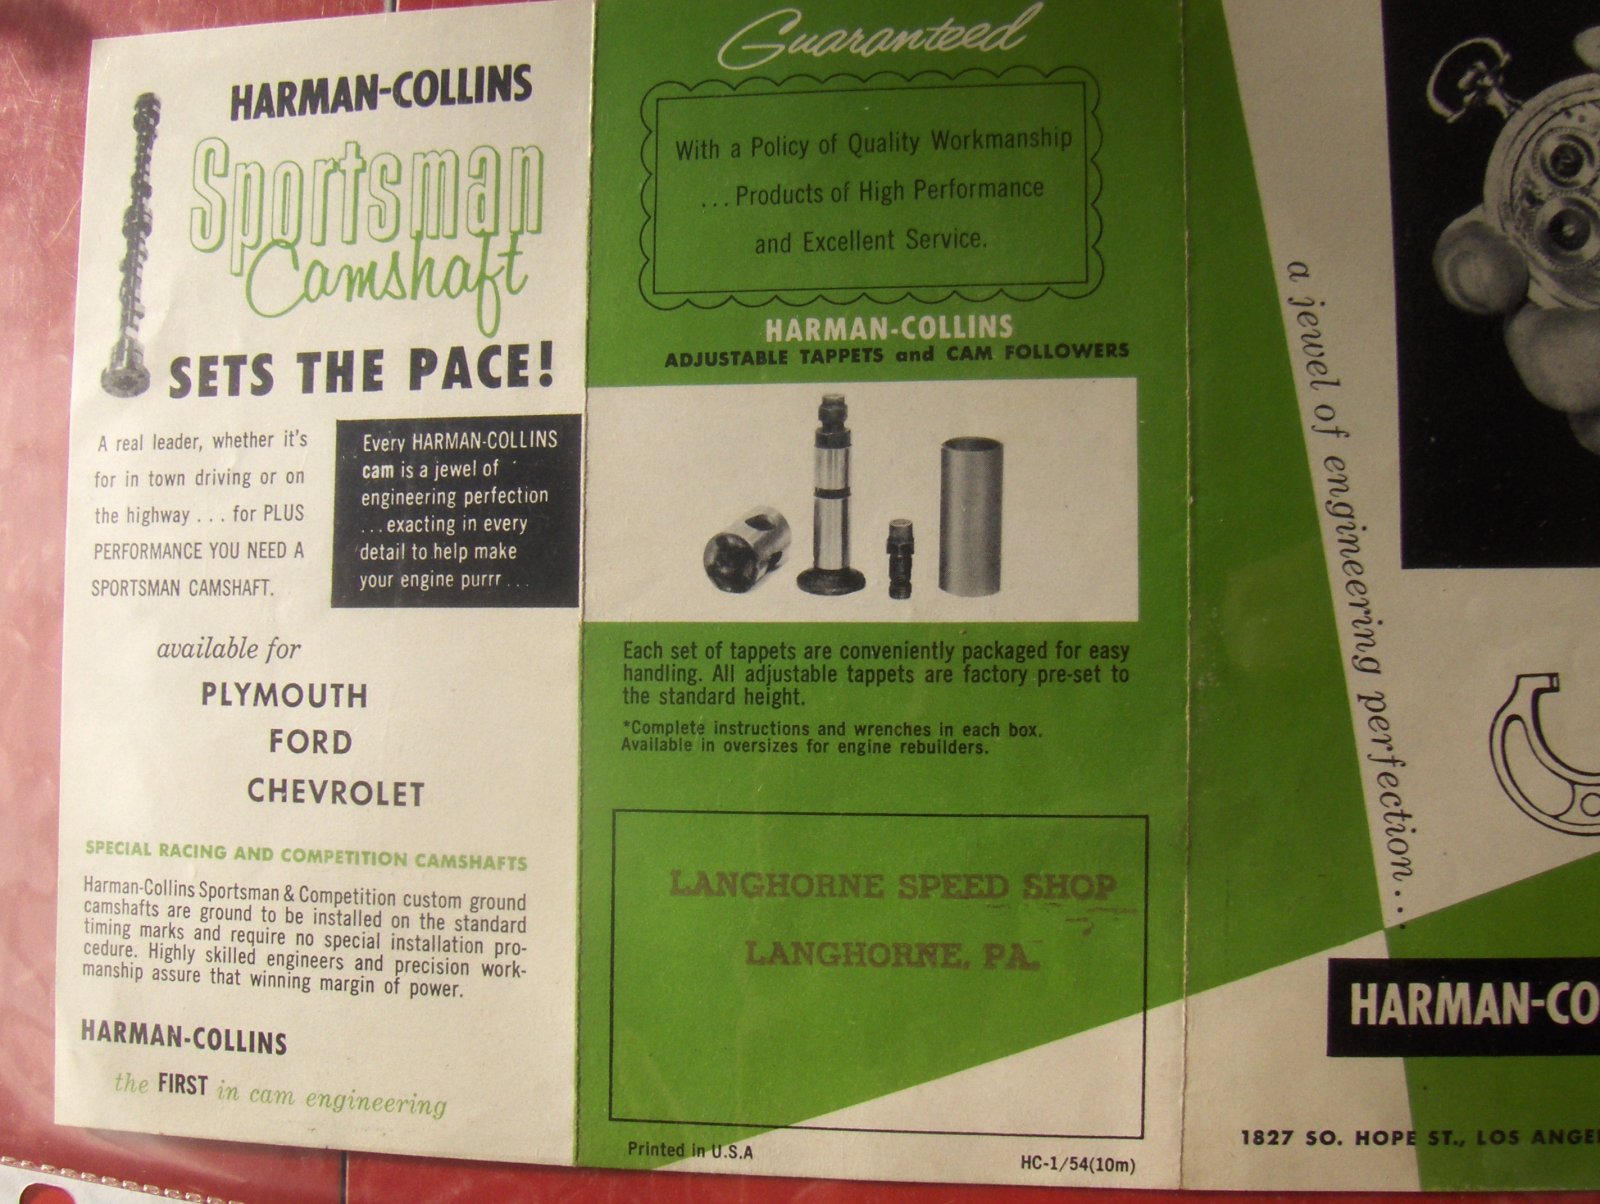 HARMAN-COLLINS
Sportsman
Camshaft
SETS THE PACE!
A real leader, whether it's
for in town driving or on
the highway . . . for PLUS
PERFORMANCE YOU NEED A
SPORTSMAN CAMSHAFT.
Every HARMAN-COLLINS
cam is a jewel of
engineering perfection
...exacting in every
detail to help make
your engine purrr . . .
available for
PLYMOUTH
FORD
CHEVROLET
SPECIAL RACING AND COMPETITION CAMSHAFTS
Harman-Collins Sportsman & Competition custom ground
camshafts are ground to be installed on the standard
timing marks and require no special installation pro-
cedure. Highly skilled engineers and precision work-
manship assure that winning margin of power.
HARMAN-COLLINS
the FIRST in cam engineering
Guaranteed
With a Policy of Quality Workmanship
...Products of High Performance
and Excellent Service.
HARMAN-COLLINS
ADJUSTABLE TAPPETS and CAM FOLLOWERS
Each set of tappets are conveniently packaged for easy
handling. All adjustable tappets are factory pre-set to
the standard height.
*Complete instructions and wrenches in each box.
Available in oversizes for engine rebuilders.
LANGHORNE SPEED SHOP
LANGHORNE, PA.
Printed in U.S.A
HC-1/54(10m)
a jewel of engineering perfection...
HARMAN-CO
1827 SO. HOPE ST., LOS ANGE